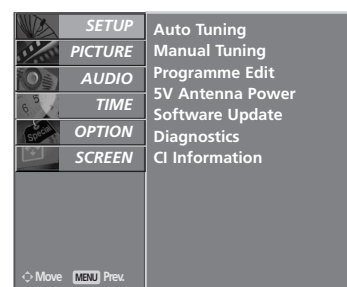 SETUP
PICTURE
AUDIO
TIME
OPTION
SCREEN
Auto Tuning
Manual Tuning
Programme Edit
5V Antenna Power
Software Update
Diagnostics
CI Information
Special
Move MENU Prev.